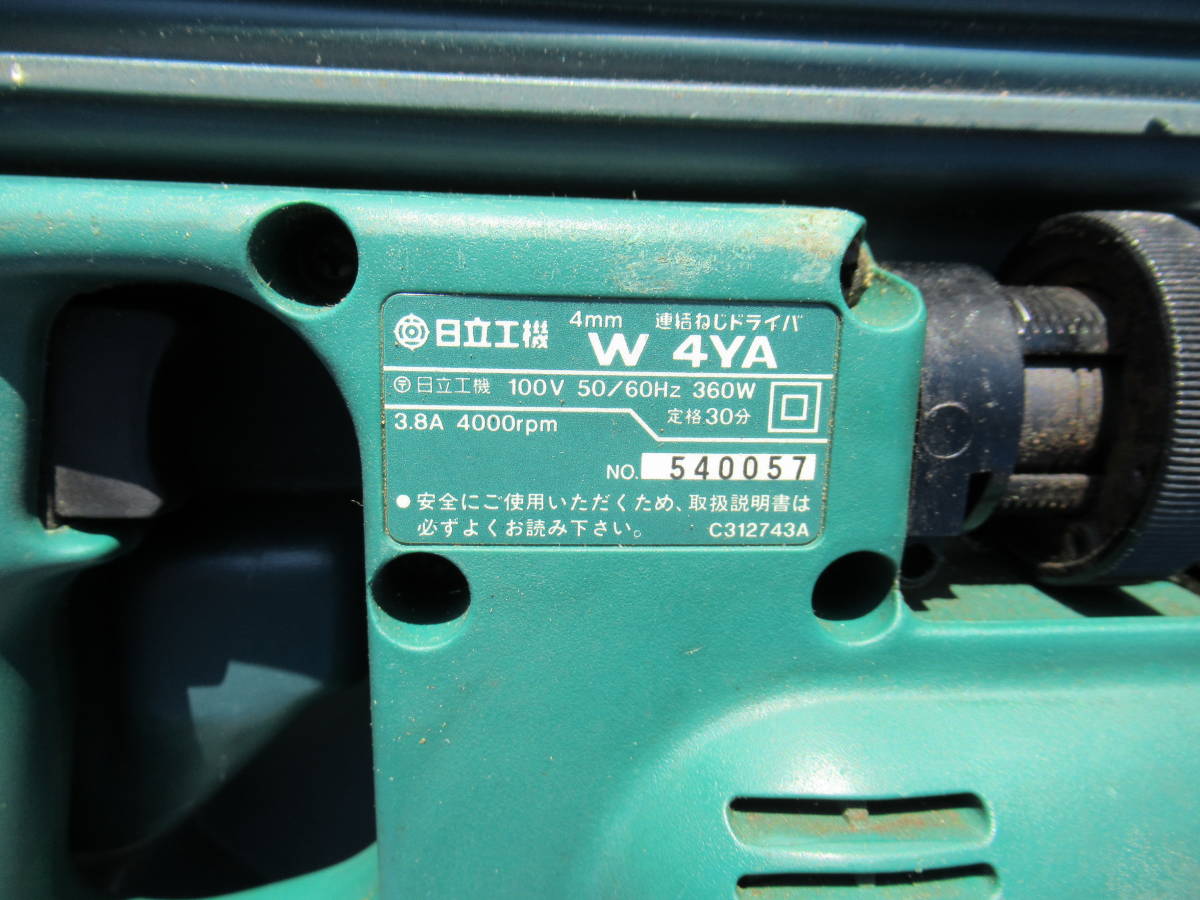 日立工機 4mm 連結ねじドライバ
W 4YA
〶 日立工機 100V 50/60Hz 360W
3.8A 4000rpm 定格30分
NO. 540057
●安全にご使用いただくため、取扱説明書は
必ずよくお読み下さい。 C312743A